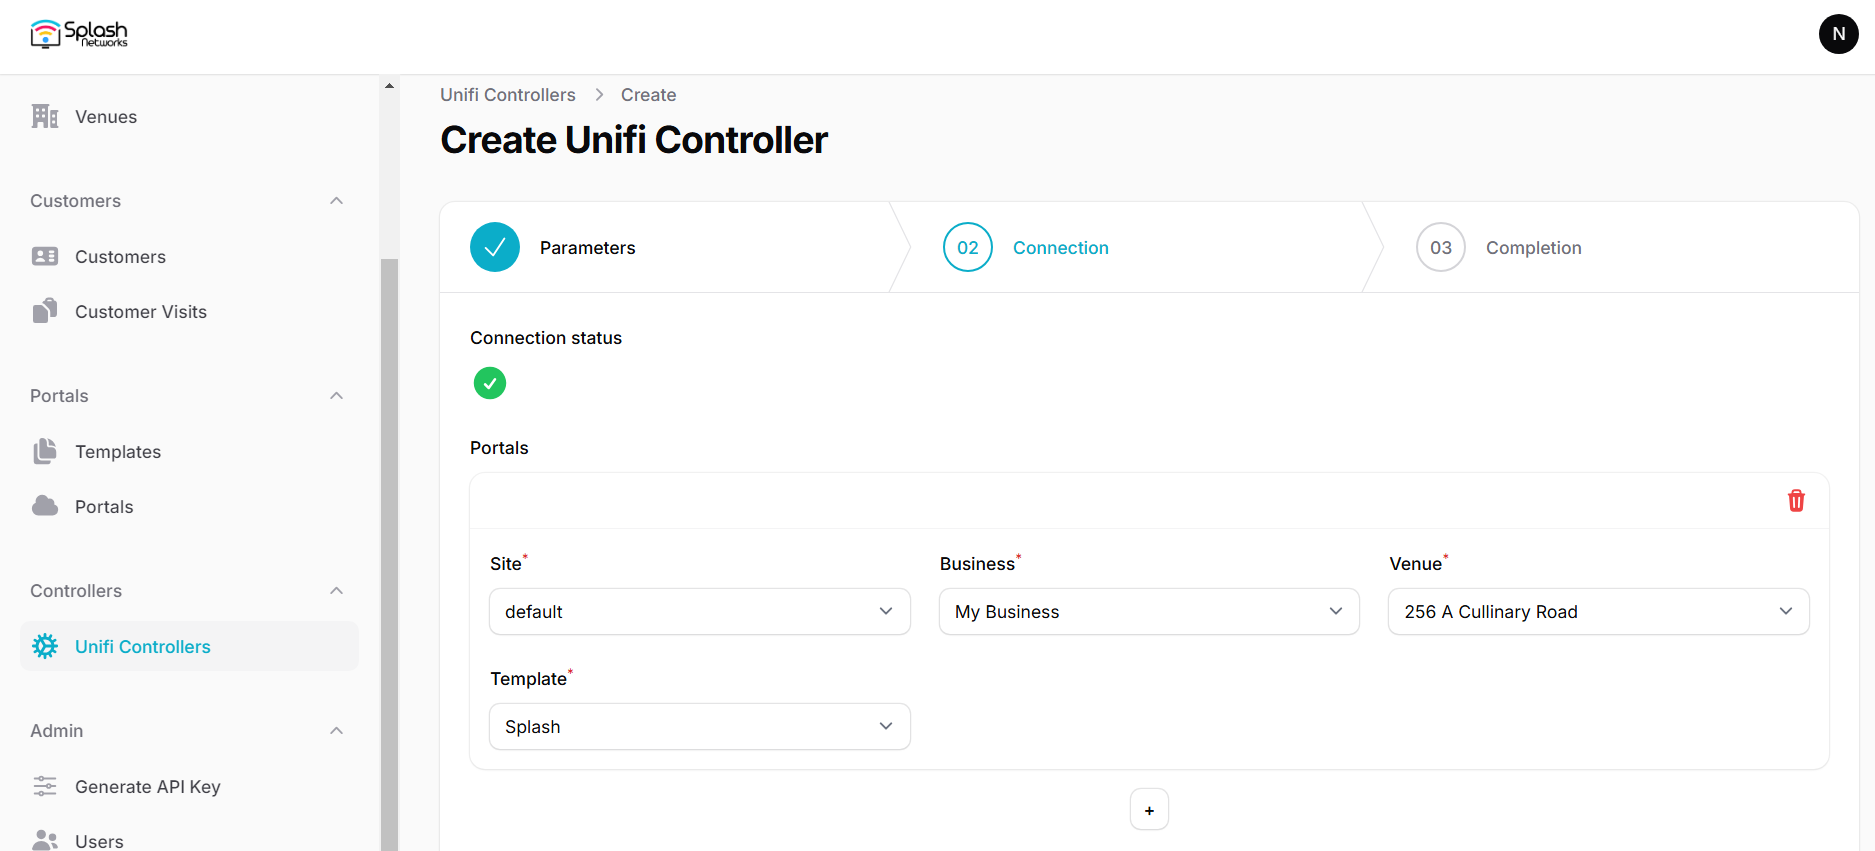 Splash
Networks
N
Venues
Customers
Customers
Customer Visits
Portals
Templates
Portals
Controllers
Unifi Controllers
Admin
Generate API Key
Users
Unifi Controllers > Create
Create Unifi Controller
Parameters
02 Connection
03 Completion
Connection status
Portals
Site* Business* Venue*
default My Business 256 A Cullinary Road
Template*
Splash
+